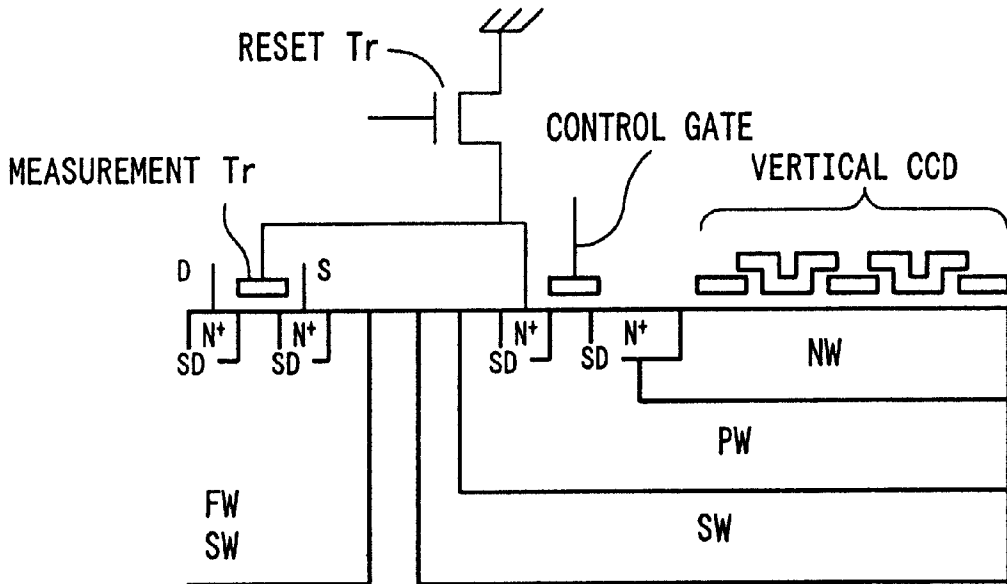 RESET Tr
CONTROL GATE
MEASUREMENT Tr
VERTICAL CCD
D
S
N+
N+
N+
N+
SD
SD
SD
SD
NW
PW
FW
SW
SW